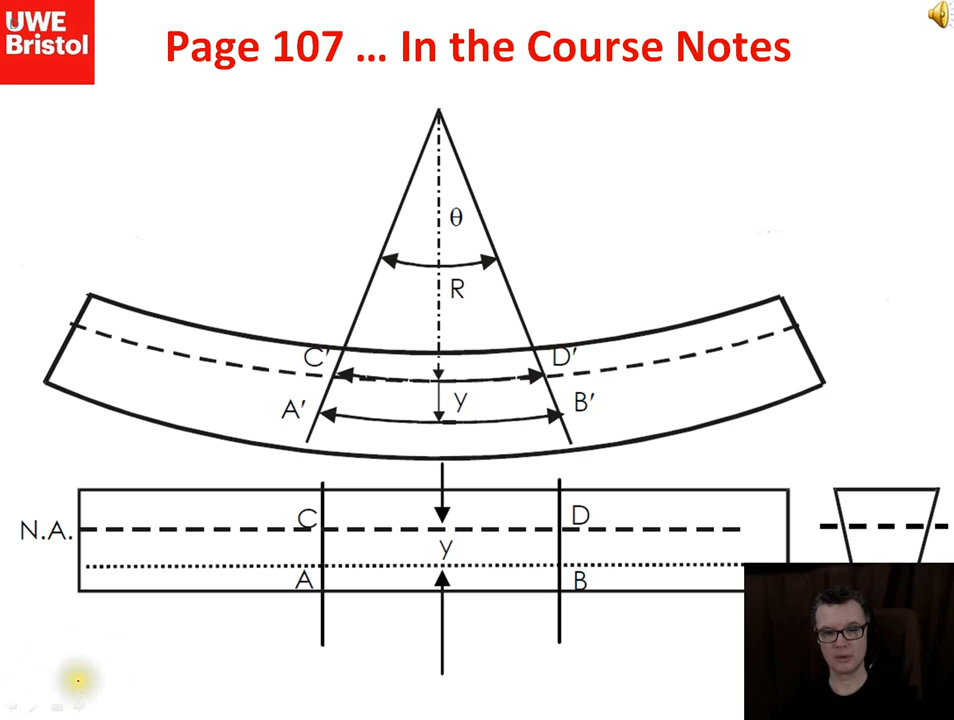 UWE
Bristol
Page 107 ... In the Course Notes
θ
R
C′ D′
A′ y B′
C D
N.A.
y
A B